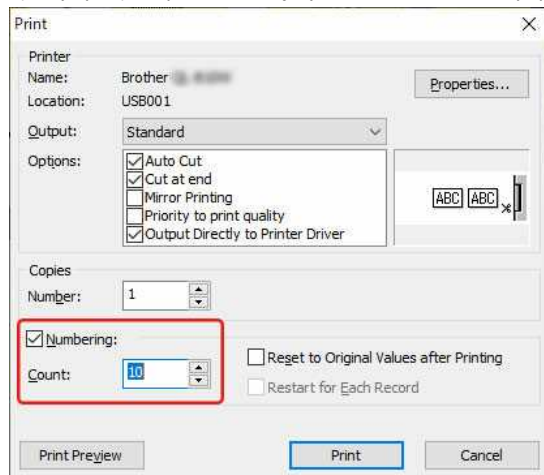 Print
Printer
Name: Brother
Properties...
Location: USB001
Output: Standard
Options:
Auto Cut
Cut at end
Mirror Printing
Priority to print quality
Output Directly to Printer Driver
ABC ABC
Copies
Number: 1
Numbering:
Count: 10
Reset to Original Values after Printing
Restart for Each Record
Print Preview
Print
Cancel